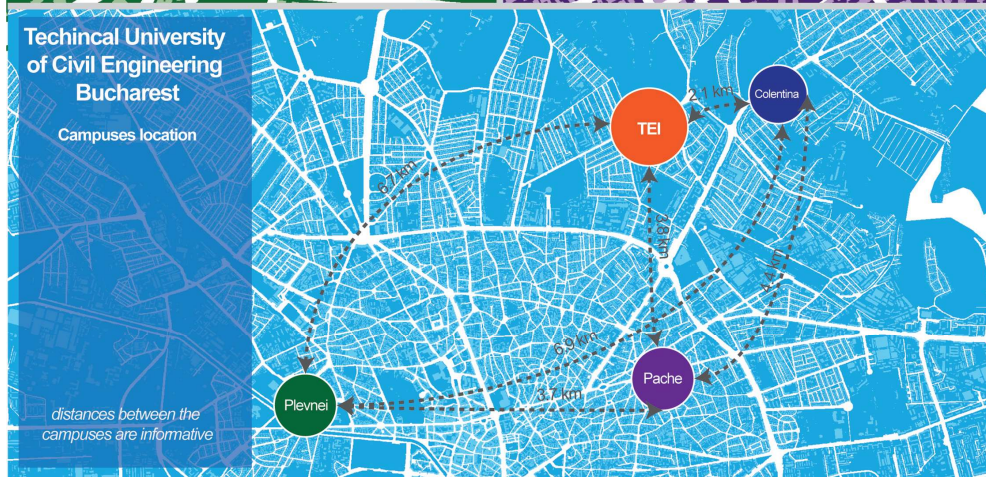 Techincal University
of Civil Engineering
Bucharest
Campuses location
distances between the
campuses are informative
TEI
Colentina
2.1 km
6.7 km
3.8 km
4.4 km
6.9 km
3.7 km
Pache
Plevnei